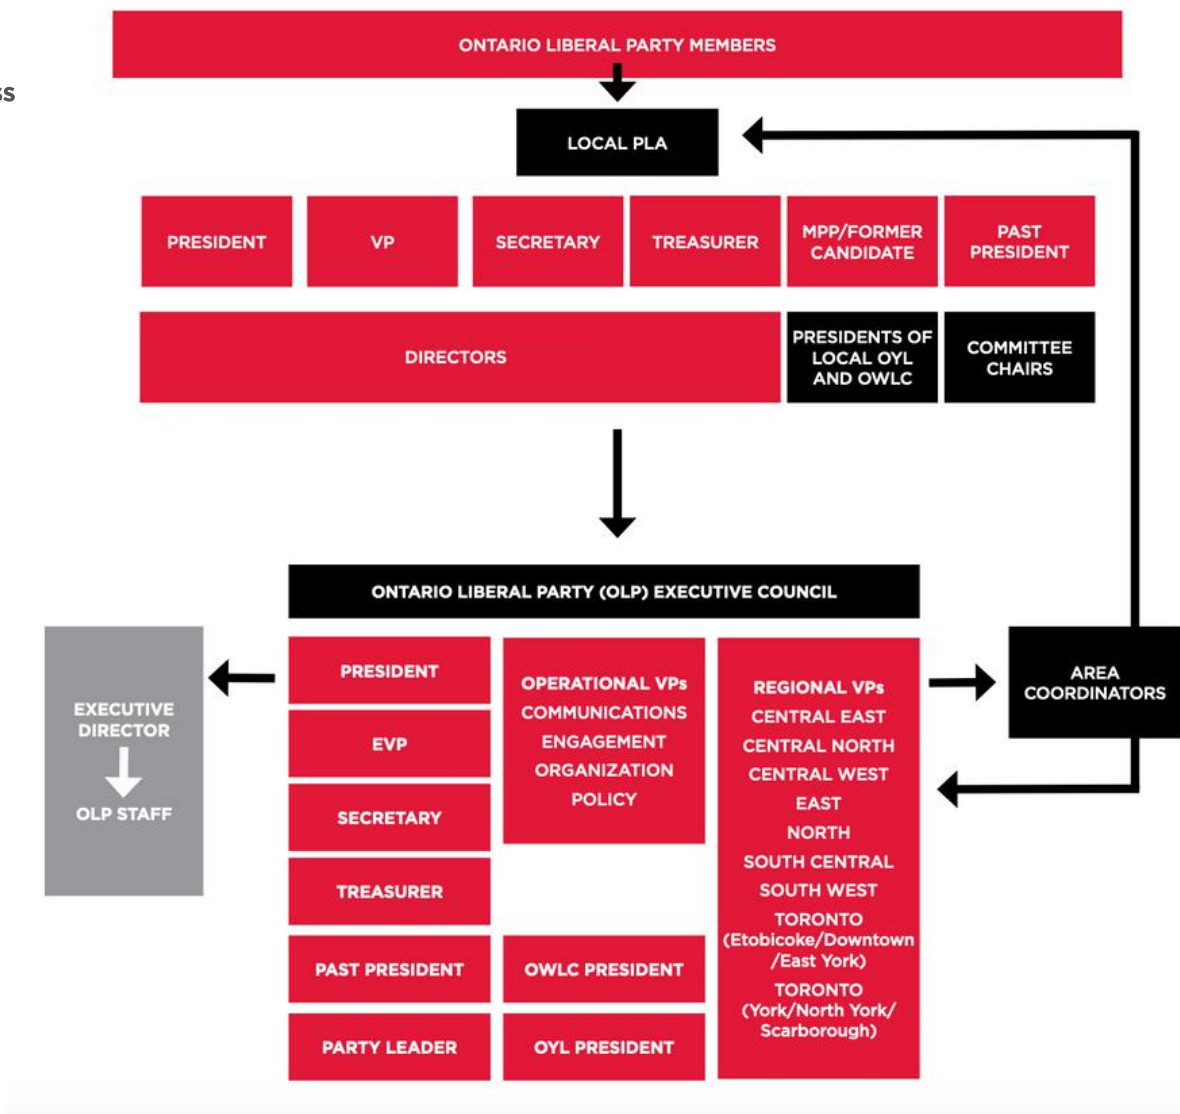 ONTARIO LIBERAL PARTY MEMBERS
LOCAL PLA
PRESIDENT
VP
SECRETARY
TREASURER
MPP/FORMER
CANDIDATE
PAST
PRESIDENT
DIRECTORS
PRESIDENTS OF
LOCAL OYL
AND OWLC
COMMITTEE
CHAIRS
ONTARIO LIBERAL PARTY (OLP) EXECUTIVE COUNCIL
EXECUTIVE
DIRECTOR
OLP STAFF
PRESIDENT
EVP
SECRETARY
TREASURER
PAST PRESIDENT
PARTY LEADER
OPERATIONAL VPs
COMMUNICATIONS
ENGAGEMENT
ORGANIZATION
POLICY
OWLC PRESIDENT
OYL PRESIDENT
REGIONAL VPs
CENTRAL EAST
CENTRAL NORTH
CENTRAL WEST
EAST
NORTH
SOUTH CENTRAL
SOUTH WEST
TORONTO
(Etobicoke/Downtown
/East York)
TORONTO
(York/North York/
Scarborough)
AREA
COORDINATORS